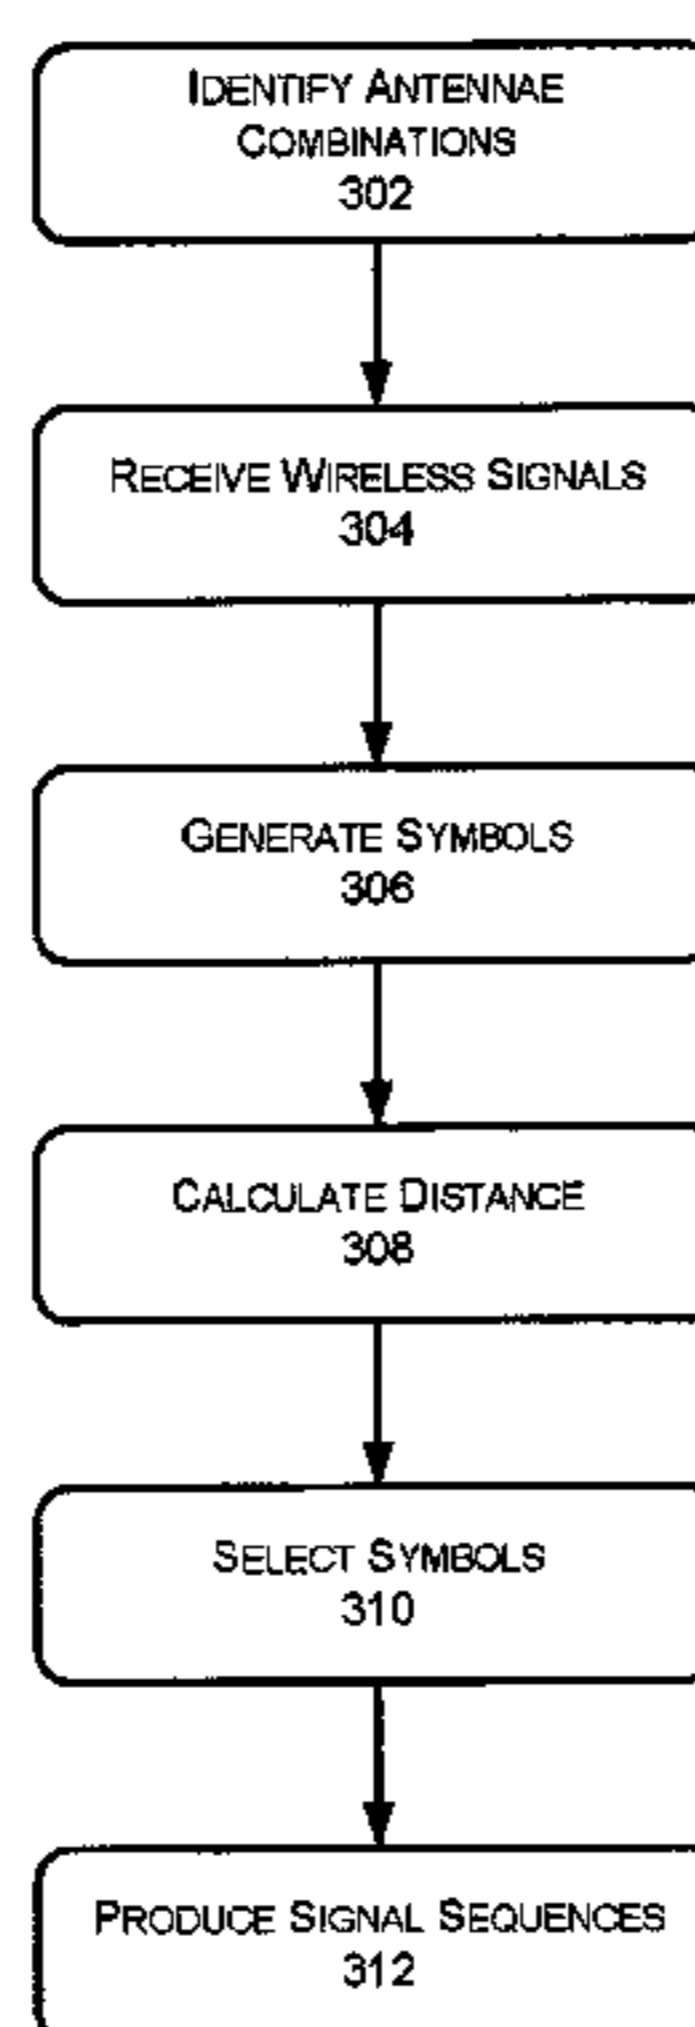 IDENTIFY ANTENNAE
COMBINATIONS
302
RECEIVE WIRELESS SIGNALS
304
GENERATE SYMBOLS
306
CALCULATE DISTANCE
308
SELECT SYMBOLS
310
PRODUCE SIGNAL SEQUENCES
312